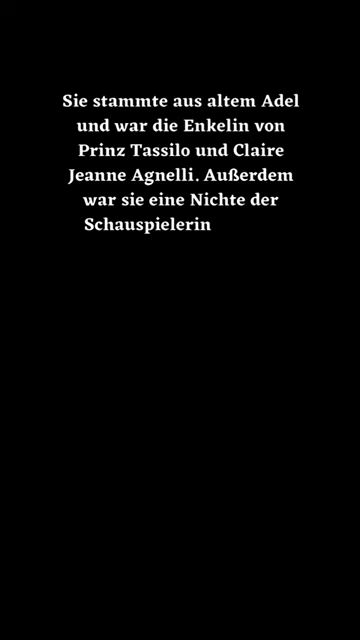 Sie stammte aus altem Adel
und war die Enkelin von
Prinz Tassilo und Claire
Jeanne Agnelli. Außerdem
war sie eine Nichte der
Schauspielerin